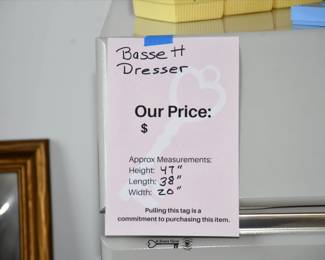 Bassett
Dresser
Our Price:
$
Approx Measurements:
Height: 47"
Length: 38"
Width: 20"
Pulling this tag is a
commitment to purchasing this item.